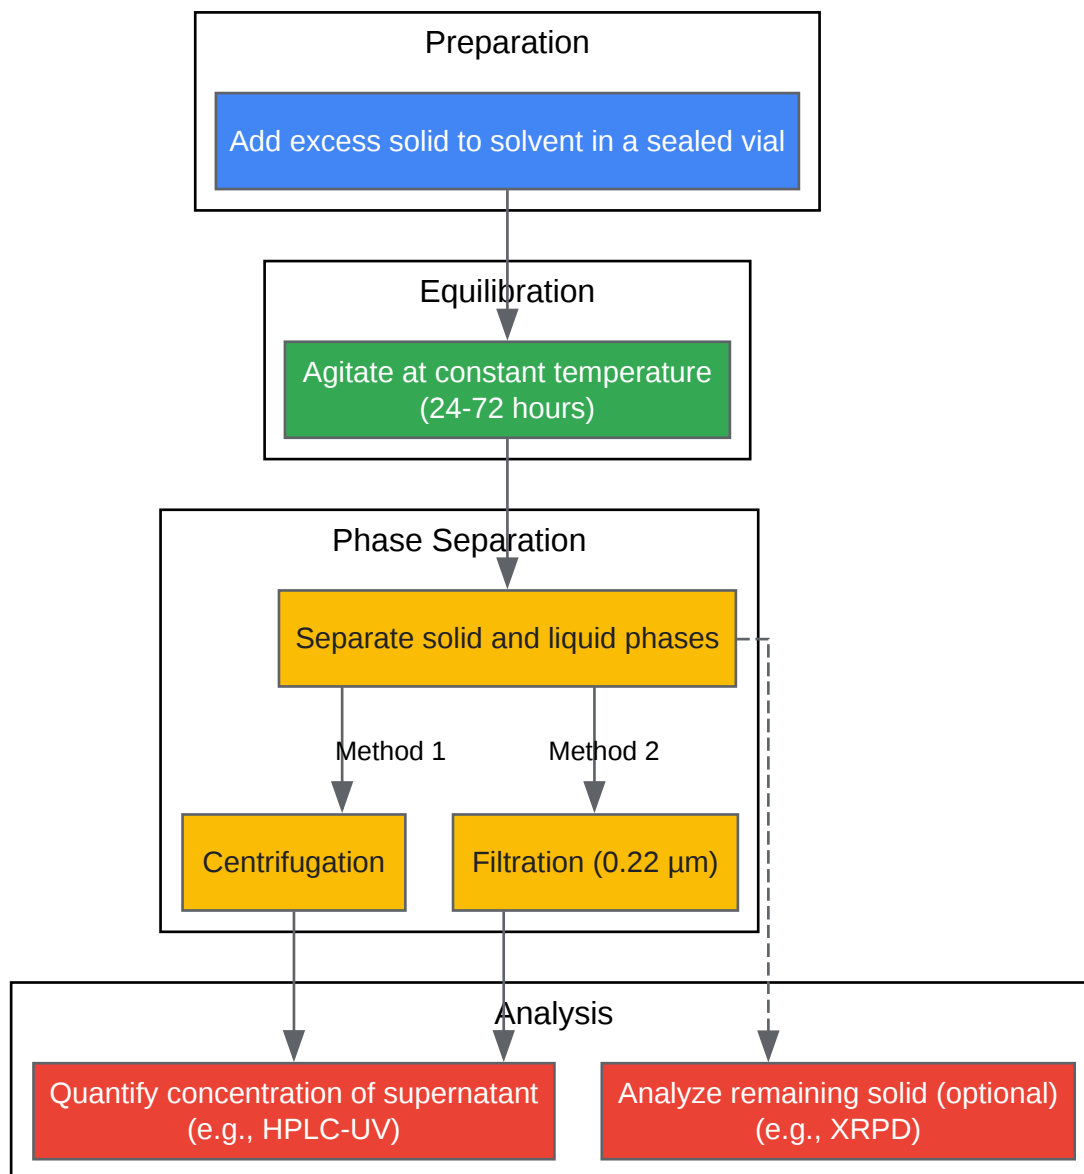 Preparation
Add excess solid to solvent in a sealed vial
Equilibration
Agitate at constant temperature
(24-72 hours)
Phase Separation
Separate solid and liquid phases
Method 1
Method 2
Centrifugation
Filtration (0.22 µm)
Analysis
Quantify concentration of supernatant
(e.g., HPLC-UV)
Analyze remaining solid (optional)
(e.g., XRPD)